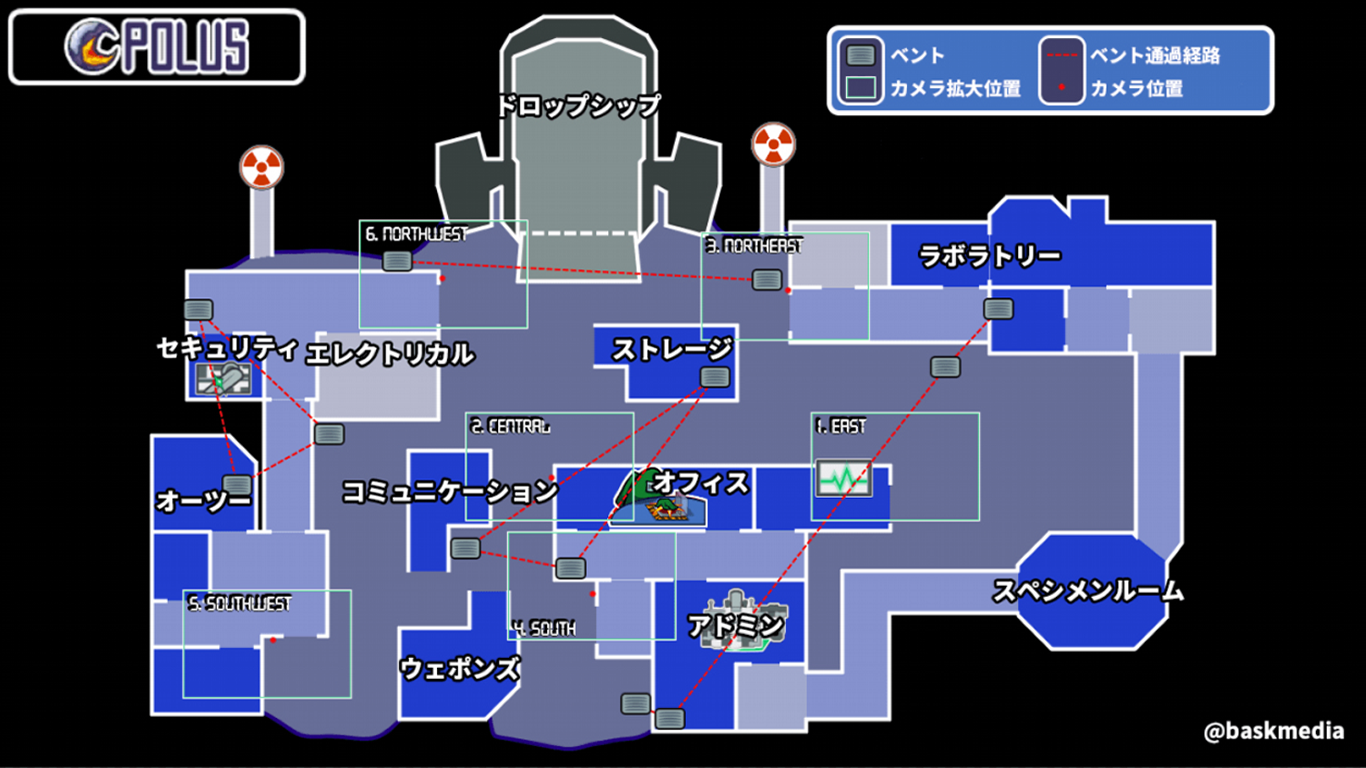 POLUS
ベント
ベント通過経路
カメラ拡大位置
カメラ位置
ドロップシップ
6. NORTHWEST
3. NORTHEAST
ラボラトリー
セキュリティ
エレクトリカル
ストレージ
2. CENTRAL
1. EAST
オーツー
コミュニケーション
オフィス
5. SOUTHWEST
4. SOUTH
アドミン
スペシメンルーム
ウェポンズ
@baskmedia